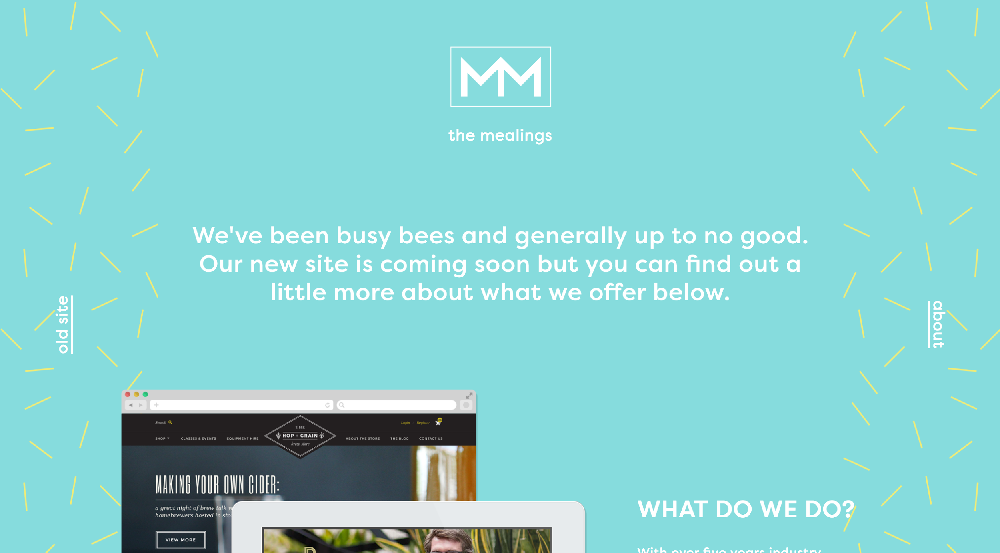 MM
the mealings
We've been busy bees and generally up to no good.
Our new site is coming soon but you can find out a
little more about what we offer below.
old site
about
Search
Login / Register
28
SHOP
CLASSES & EVENTS
EQUIPMENT HIRE
THE
HOP + GRAIN
brew store
ABOUT THE STORE
THE BLOG
CONTACT US
MAKING YOUR OWN CIDER:
a great night of brew talk w
homebrewers hosted in sto
VIEW MORE
WHAT DO WE DO?
With over five years industry